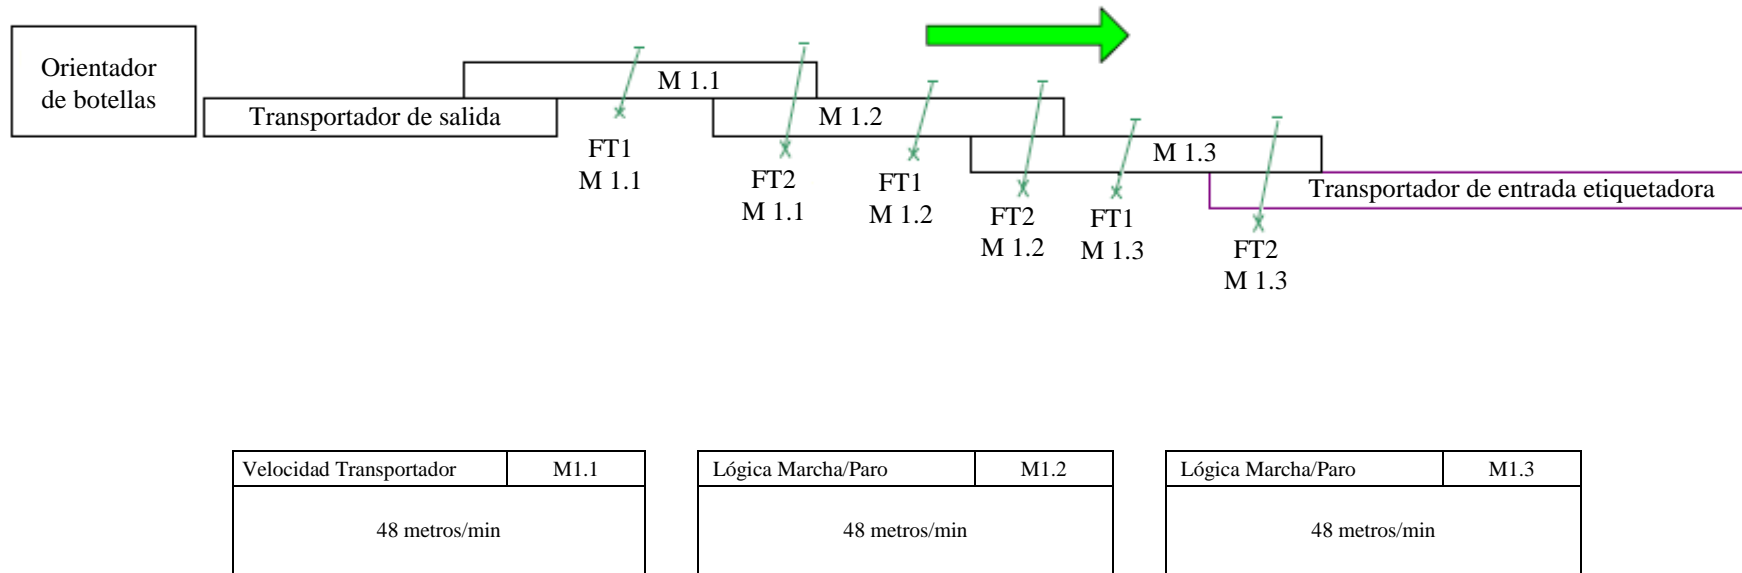 Orientador
de botellas
Transportador de salida
M 1.1
M 1.2
M 1.3
Transportador de entrada etiquetadora
FT1
M 1.1
FT2
M 1.1
FT1
M 1.2
FT2
M 1.2
FT1
M 1.3
FT2
M 1.3
Velocidad Transportador M1.1
48 metros/min
Lógica Marcha/Paro M1.2
48 metros/min
Lógica Marcha/Paro M1.3
48 metros/min